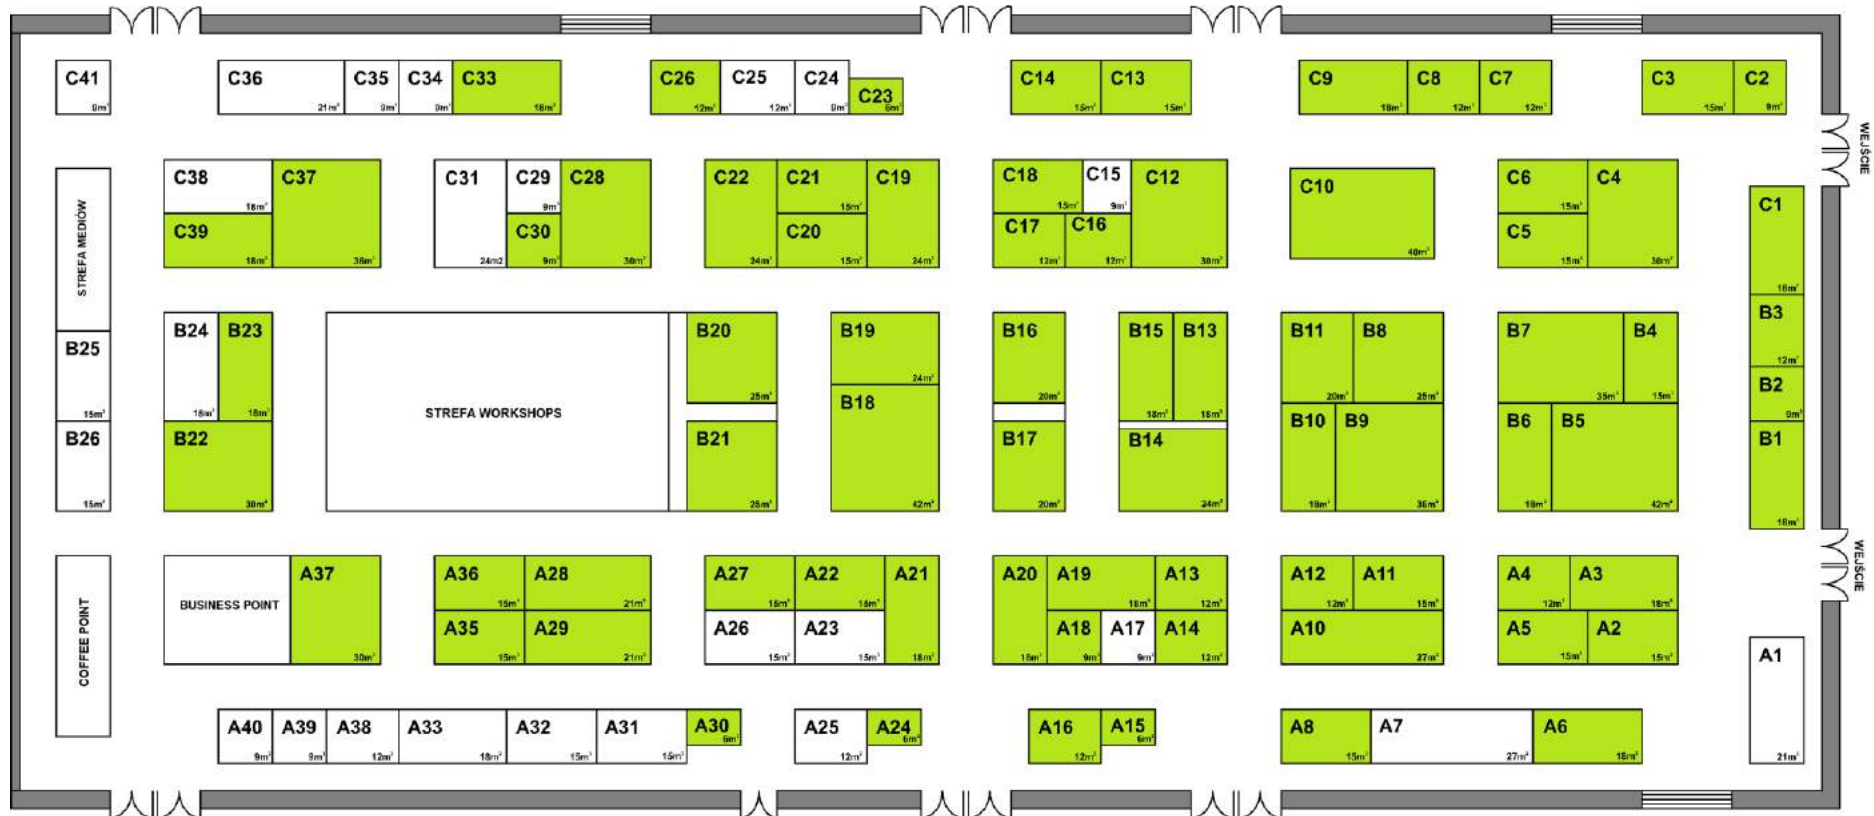 C41
9m²
C36
21m²
C35
9m²
C34
9m²
C33
18m²
C26
12m²
C25
12m²
C24
9m²
C23
6m²
C14
15m²
C13
15m²
C9
18m²
C8
12m²
C7
12m²
C3
15m²
C2
9m²
WEJŚCIE
STREFA MEDIÓW
C38
18m²
C37
36m²
C39
18m²
C31
24m2
C29
9m²
C28
30m²
C30
9m²
C22
24m²
C21
15m²
C19
24m²
C20
15m²
C18
15m²
C15
9m²
C12
30m²
C17
12m²
C16
12m²
C10
40m²
C6
15m²
C4
30m²
C5
15m²
C1
18m²
B25
15m²
B26
15m²
B24
18m²
B23
18m²
B22
30m²
STREFA WORKSHOPS
B20
25m²
B21
25m²
B19
24m²
B18
42m²
B16
20m²
B17
20m²
B15
18m²
B13
18m²
B14
24m²
B11
20m²
B8
25m²
B10
18m²
B9
36m²
B7
35m²
B4
15m²
B6
18m²
B5
42m²
B3
12m²
B2
9m²
B1
18m²
WEJŚCIE
COFFEE POINT
BUSINESS POINT
A37
30m²
A36
15m²
A28
21m²
A35
15m²
A29
21m²
A27
15m²
A22
15m²
A21
18m²
A26
15m²
A23
15m²
A20
18m²
A19
18m²
A13
12m²
A18
9m²
A17
9m²
A14
12m²
A12
12m²
A11
15m²
A10
27m²
A4
12m²
A3
18m²
A5
15m²
A2
15m²
A1
21m²
A40
9m²
A39
9m²
A38
12m²
A33
18m²
A32
15m²
A31
15m²
A30
6m²
A25
12m²
A24
6m²
A16
12m²
A15
6m²
A8
15m²
A7
27m²
A6
18m²